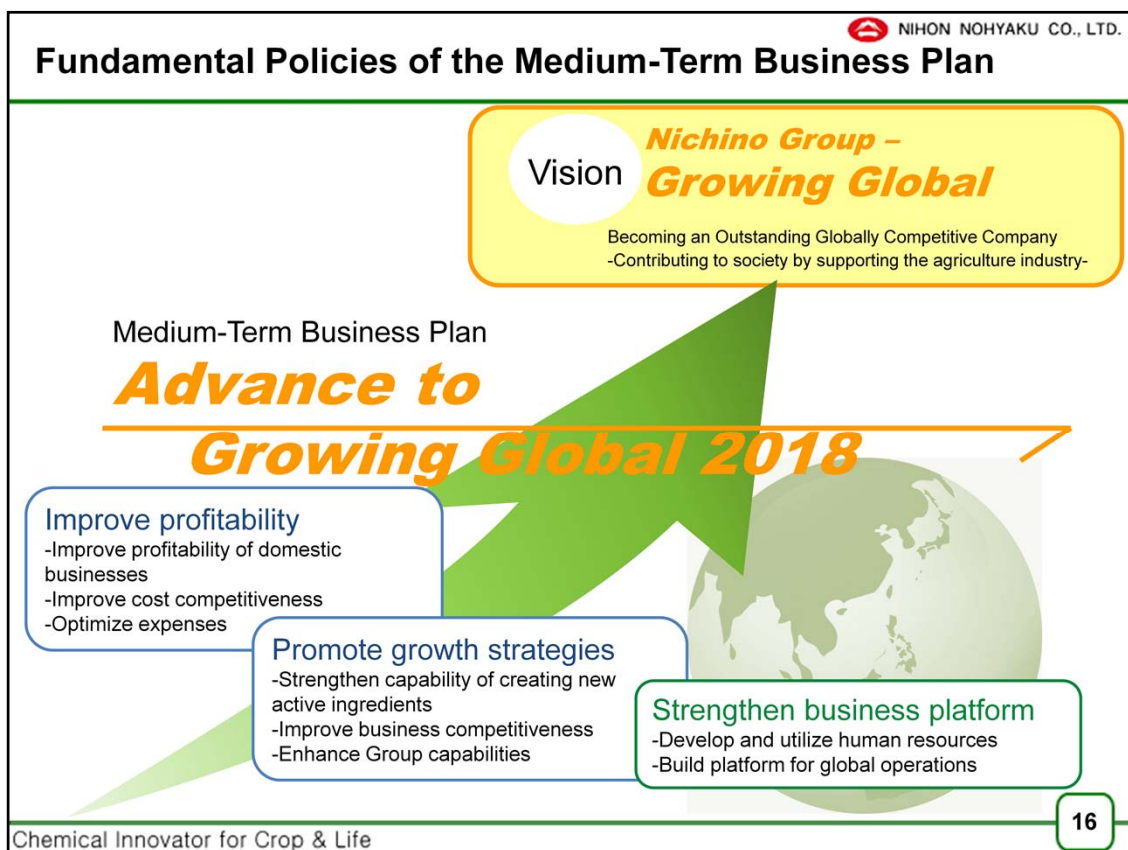 NIHON NOHYAKU CO., LTD.
Fundamental Policies of the Medium-Term Business Plan
Vision
Nichino Group –
Growing Global
Becoming an Outstanding Globally Competitive Company
-Contributing to society by supporting the agriculture industry-
Medium-Term Business Plan
Advance to
Growing Global 2018
Improve profitability
-Improve profitability of domestic
businesses
-Improve cost competitiveness
-Optimize expenses
Promote growth strategies
-Strengthen capability of creating new
active ingredients
-Improve business competitiveness
-Enhance Group capabilities
Strengthen business platform
-Develop and utilize human resources
-Build platform for global operations
16
Chemical Innovator for Crop & Life